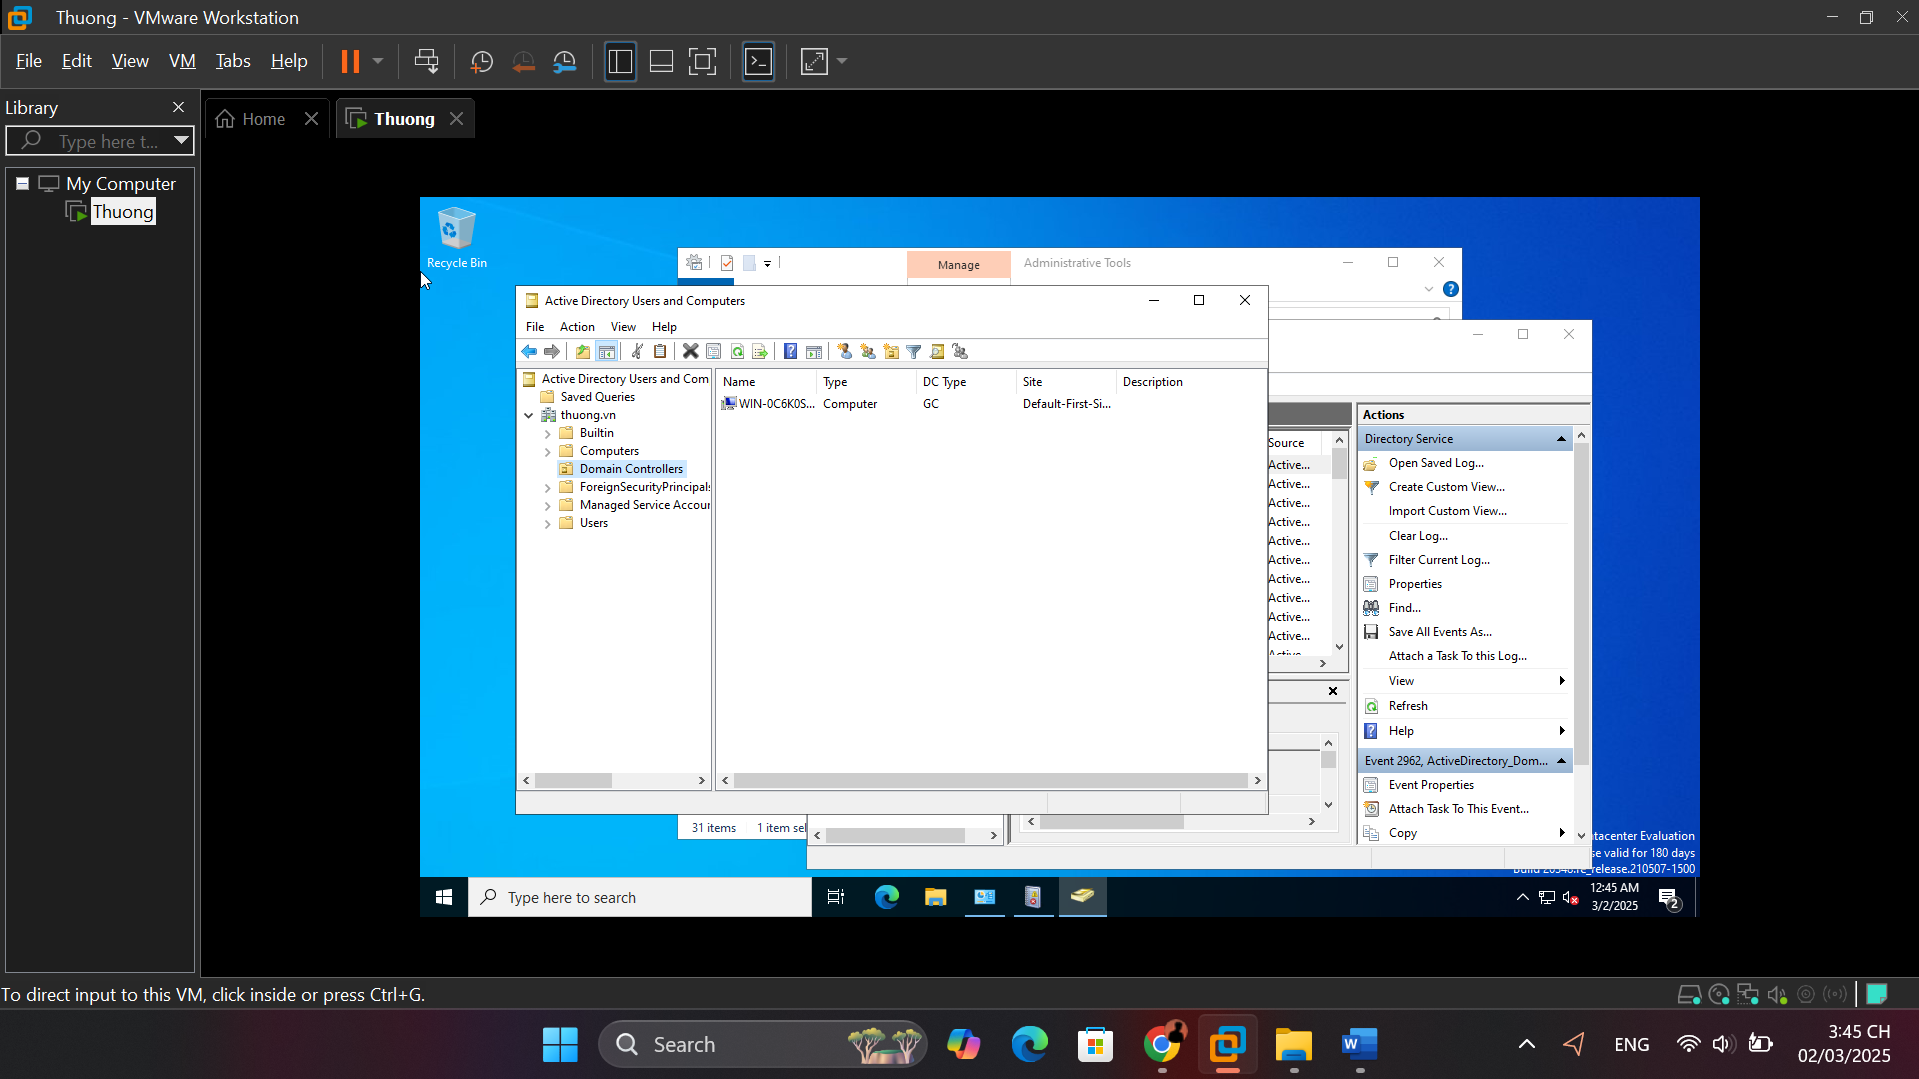 Thuong - VMware Workstation
File Edit View VM Tabs Help
Library
Type here t...
My Computer
Thuong
Home
Thuong
Recycle Bin
Manage
Administrative Tools
Active Directory Users and Computers
File Action View Help
Active Directory Users and Com
Saved Queries
thuong.vn
Builtin
Computers
Domain Controllers
ForeignSecurityPrincipals
Managed Service Accour
Users
Name Type DC Type Site Description
WIN-0C6K0S... Computer GC Default-First-Si...
31 items 1 item sel
Source
Active...
Active...
Active...
Active...
Active...
Active...
Active...
Active...
Active...
Active...
Active...
Actions
Directory Service
Open Saved Log...
Create Custom View...
Import Custom View...
Clear Log...
Filter Current Log...
Properties
Find...
Save All Events As...
Attach a Task To this Log...
View
Refresh
Help
Event 2962, ActiveDirectory_Dom...
Event Properties
Attach Task To This Event...
Copy
tacenter Evaluation
se valid for 180 days
Build 20348.fe_release.210507-1500
Type here to search
12:45 AM
3/2/2025
2
To direct input to this VM, click inside or press Ctrl+G.
Search
ENG
3:45 CH
02/03/2025